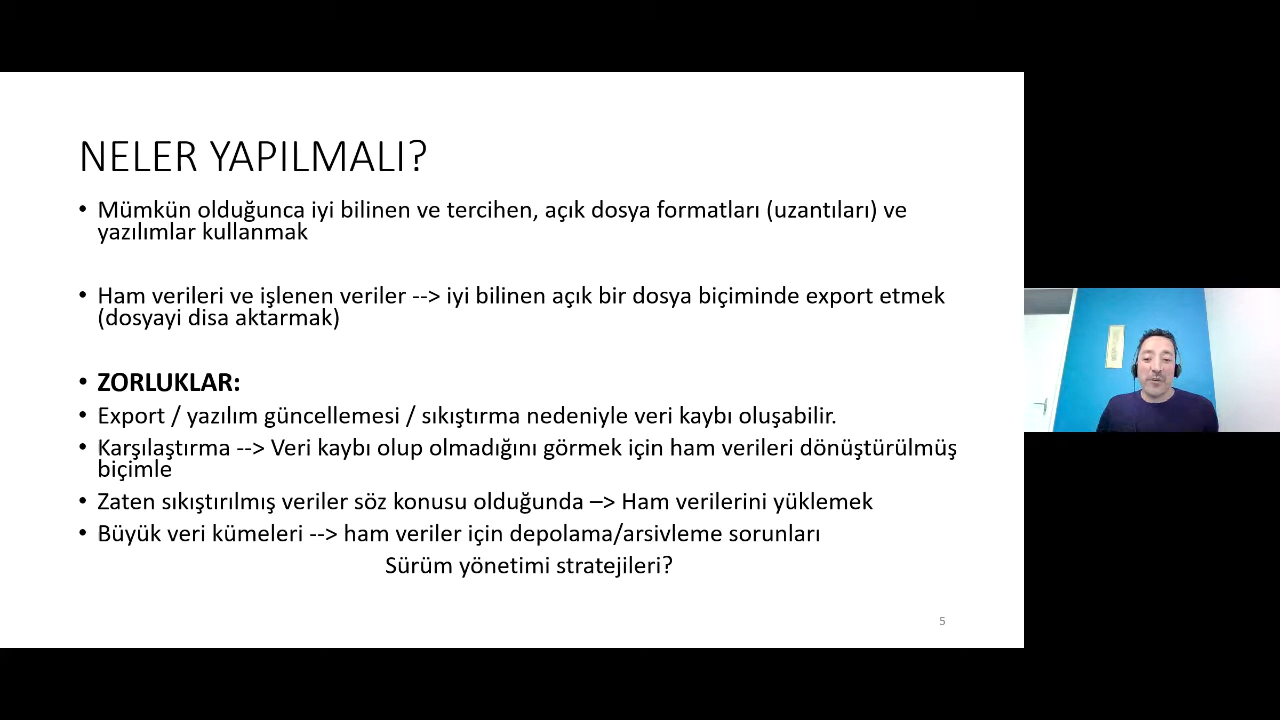 NELER YAPILMALI?
• Mümkün olduğunca iyi bilinen ve tercihen, açık dosya formatları (uzantıları) ve
yazılımlar kullanmak
• Ham verileri ve işlenen veriler --> iyi bilinen açık bir dosya biçiminde export etmek
(dosyayi disa aktarmak)
• ZORLUKLAR:
• Export / yazılım güncellemesi / sıkıştırma nedeniyle veri kaybı oluşabilir.
• Karşılaştırma --> Veri kaybı olup olmadığını görmek için ham verileri dönüştürülmüş
biçimle
• Zaten sıkıştırılmış veriler söz konusu olduğunda –> Ham verilerini yüklemek
• Büyük veri kümeleri --> ham veriler için depolama/arsivleme sorunları
Sürüm yönetimi stratejileri?
5